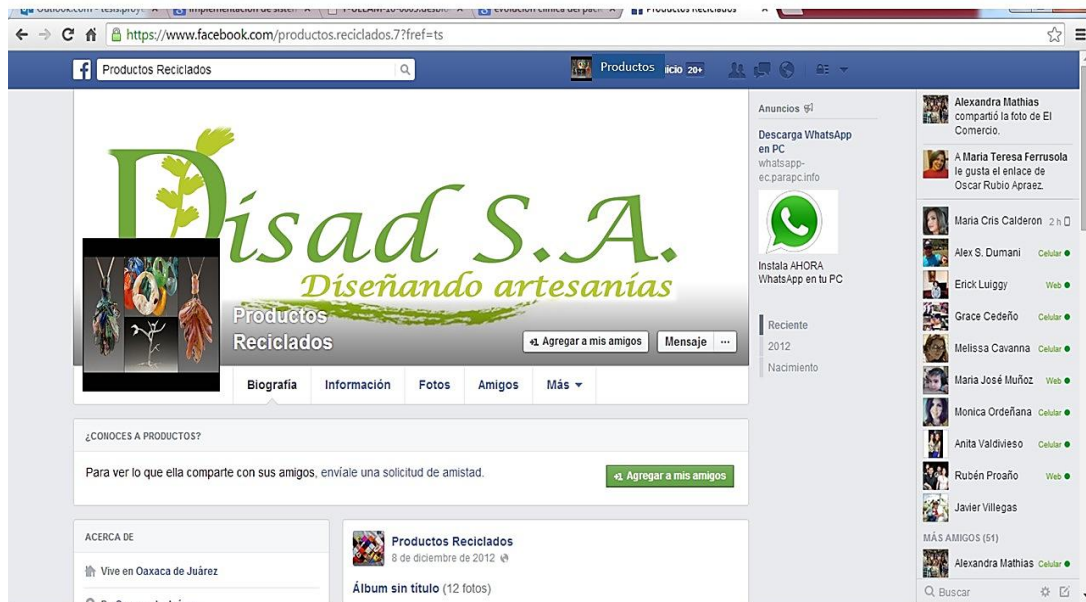 https://www.facebook.com/productos.reciclados.7?fref=ts
Productos Reciclados
Productos
icio 20+
Disad S.A.
Diseñando artesanías
Productos
Reciclados
+1 Agregar a mis amigos
Mensaje ...
Biografía Información Fotos Amigos Más
¿CONOCES A PRODUCTOS?
Para ver lo que ella comparte con sus amigos, envíale una solicitud de amistad.
+1 Agregar a mis amigos
ACERCA DE
Vive en Oaxaca de Juárez
Productos Reciclados
8 de diciembre de 2012
Álbum sin título (12 fotos)
Anuncios
Descarga WhatsApp
en PC
whatsapp-
ec.parapc.info
Instala AHORA
WhatsApp en tu PC
Reciente
2012
Nacimiento
Alexandra Mathias
compartió la foto de El
Comercio.
A Maria Teresa Ferrusola
le gusta el enlace de
Oscar Rubio Apraez.
Maria Cris Calderon 2 h
Alex S. Dumani Celular
Erick Luiggy Web
Grace Cedeño Celular
Melissa Cavanna Celular
Maria José Muñoz Web
Monica Ordeñana Celular
Anita Valdivieso Celular
Rubén Proaño Web
Javier Villegas
MÁS AMIGOS (51)
Alexandra Mathias Celular
Buscar